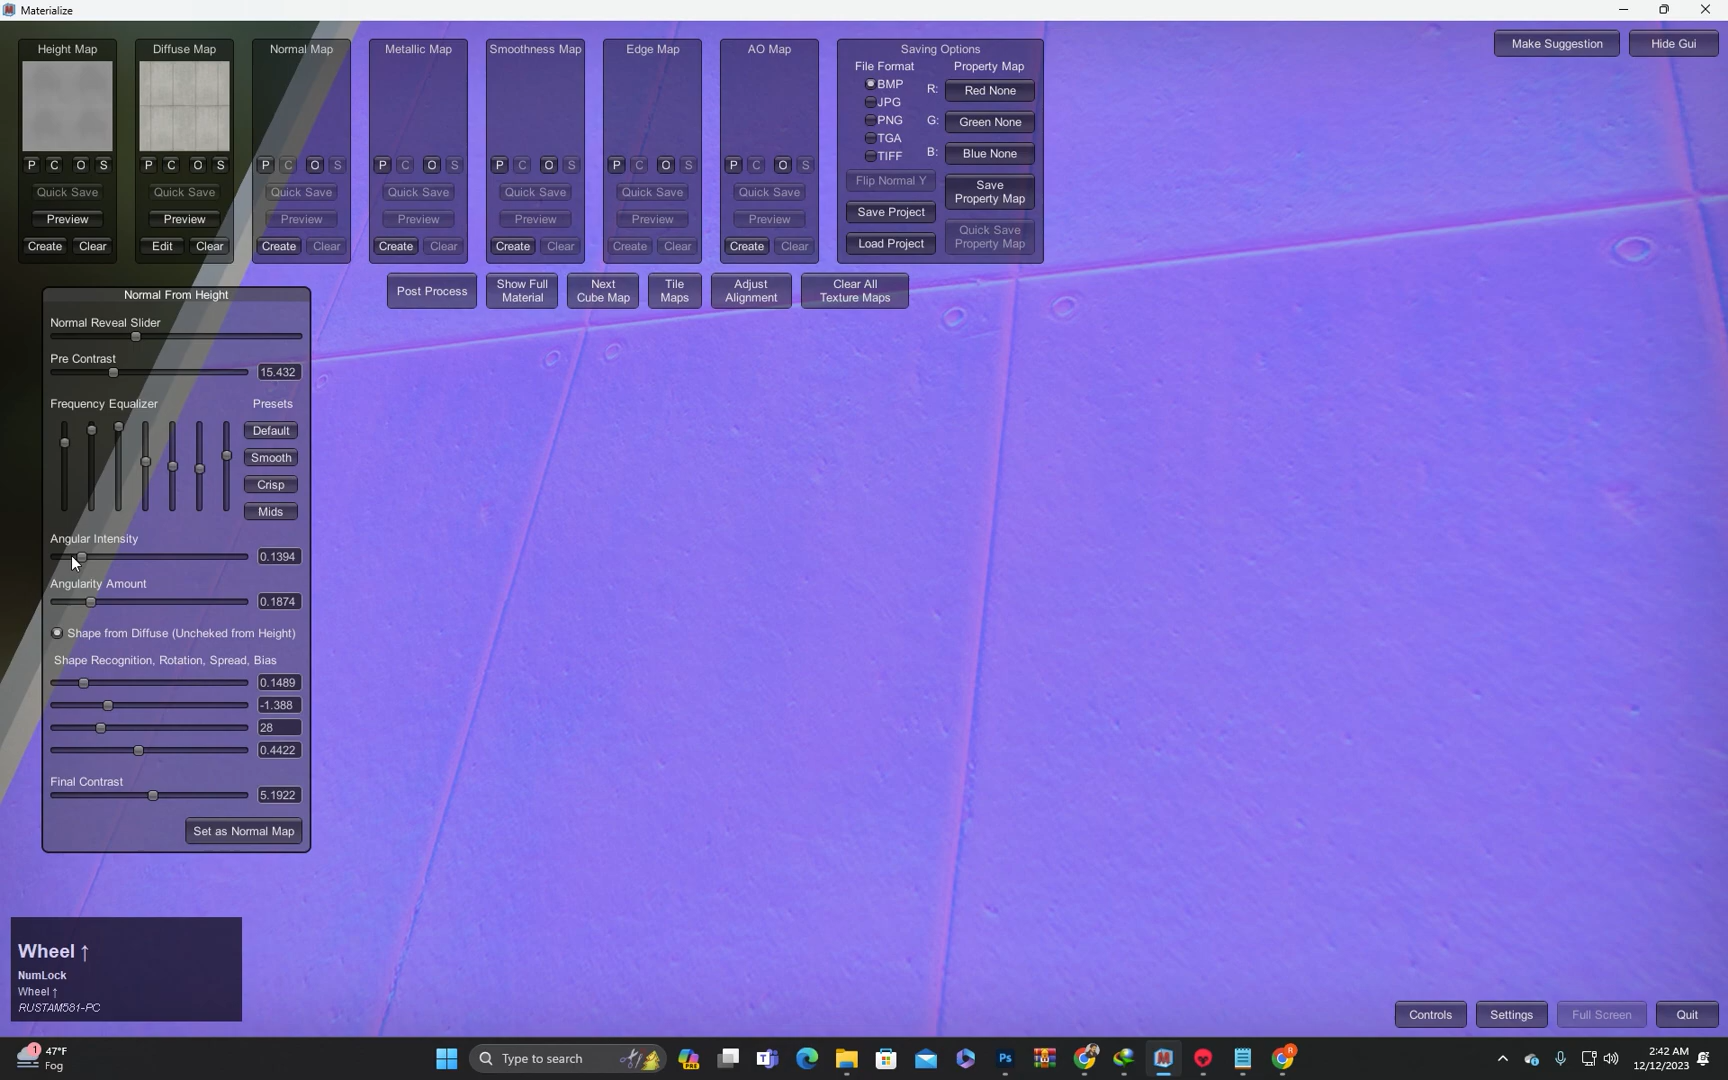 Materialize
Height Map
Diffuse Map
Normal Map
Metallic Map
Smoothness Map
Edge Map
AO Map
P C O S
P C O S
P C O S
P C O S
P C O S
P C O S
P C O S
Quick Save
Quick Save
Quick Save
Quick Save
Quick Save
Quick Save
Quick Save
Preview
Preview
Preview
Preview
Preview
Preview
Preview
Create Clear
Edit Clear
Create Clear
Create Clear
Create Clear
Create Clear
Create Clear
Saving Options
File Format
Property Map
BMP
JPG
PNG
TGA
TIFF
R: Red None
G: Green None
B: Blue None
Flip Normal Y
Save Project
Load Project
Save
Property Map
Quick Save
Property Map
Make Suggestion
Hide Gui
Post Process
Show Full
Material
Next
Cube Map
Tile
Maps
Adjust
Alignment
Clear All
Texture Maps
Normal From Height
Normal Reveal Slider
Pre Contrast
15.432
Frequency Equalizer
Presets
Default
Smooth
Crisp
Mids
Angular Intensity
0.1394
Angularity Amount
0.1874
Shape from Diffuse (Uncheked from Height)
Shape Recognition, Rotation, Spread, Bias
0.1489
-1.388
28
0.4422
Final Contrast
5.1922
Set as Normal Map
Wheel ↑
NumLock
Wheel ↑
RUSTAM581-PC
Controls
Settings
Full Screen
Quit
1
47°F
Fog
Type to search
PRE
Ps
R
2:42 AM
12/12/2023